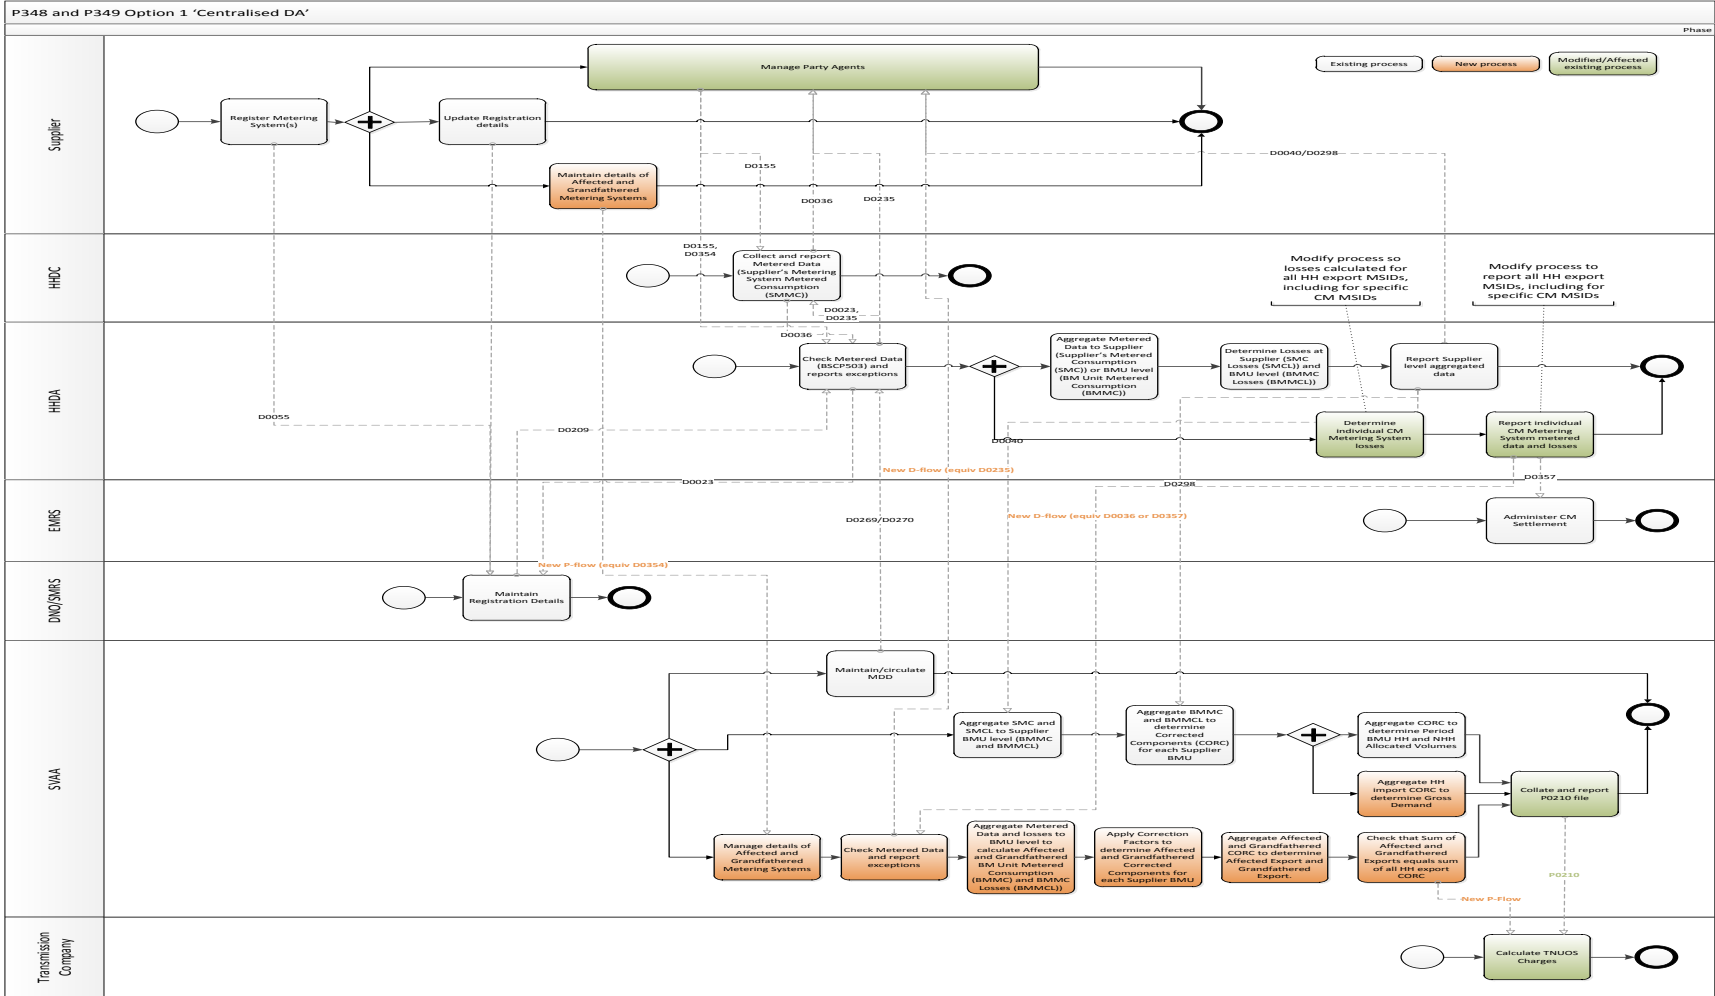 P348 and P349 Option 1 ‘Centralised DA’
Phase
Supplier
Manage Party Agents
Existing process
New process
Modified/Affected
existing process
Register Metering
System(s)
Update Registration
details
Maintain details of
Affected and
Grandfathered
Metering Systems
D0155
D0036
D0235
D0040/D0298
HHDC
D0155,
D0354
Collect and report
Metered Data
(Supplier’s Metering
System Metered
Consumption
(SMMC))
D0023,
D0235
D0036
Modify process so
losses calculated for
all HH export MSIDs,
including for specific
CM MSIDs
Modify process to
report all HH export
MSIDs, including for
specific CM MSIDs
HHDA
Check Metered Data
(BSCP503) and
reports exceptions
Aggregate Metered
Data to Supplier
(Supplier’s Metered
Consumption
(SMC)) or BMU level
(BM Unit Metered
Consumption
(BMMC))
Determine Losses at
Supplier (SMC
Losses (SMCL)) and
BMU level (BMMC
Losses (BMMCL))
Report Supplier
level aggregated
data
D0055
D0209
D0040
Determine
individual CM
Metering System
losses
Report individual
CM Metering
System metered
data and losses
New D-flow (equiv D0235)
D0023
D0298
D0357
EMRS
D0269/D0270
New D-flow (equiv D0036 or D0357)
Administer CM
Settlement
New P-flow (equiv D0354)
DNO/SMRS
Maintain
Registration Details
SVAA
Maintain/circulate
MDD
Aggregate SMC and
SMCL to Supplier
BMU level (BMMC
and BMMCL)
Aggregate BMMC
and BMMCL to
determine
Corrected
Components (CORC)
for each Supplier
BMU
Aggregate CORC to
determine Period
BMU HH and NHH
Allocated Volumes
Aggregate HH
import CORC to
determine Gross
Demand
Collate and report
P0210 file
Manage details of
Affected and
Grandfathered
Metering Systems
Check Metered Data
and report
exceptions
Aggregate Metered
Data and losses to
BMU level to
calculate Affected
and Grandfathered
BM Unit Metered
Consumption
(BMMC) and BMMC
Losses (BMMCL))
Apply Correction
Factors to
determine Affected
and Grandfathered
Corrected
Components for
each Supplier BMU
Aggregate Affected
and Grandfathered
CORC to determine
Affected Export and
Grandfathered
Export.
Check that Sum of
Affected and
Grandfathered
Exports equals sum
of all HH export
CORC
P0210
New P-Flow
Transmission
Company
Calculate TNUOS
Charges